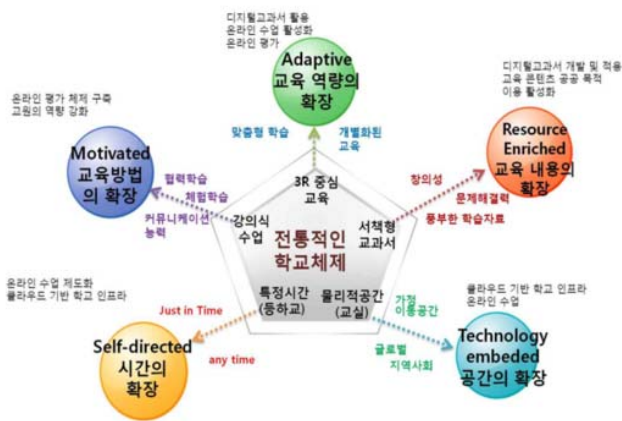 디지털교과서 활용
온라인 수업 활성화
온라인 평가
Adaptive
교육 역량의
확장
맞춤형 학습
개별화된
교육
디지털교과서 개발 및 적용
교육 콘텐츠 공공 목적
이용 활성화
Resource
Enriched
교육 내용의
확장
창의성
문제해결력
풍부한 학습자료
온라인 평가 체제 구축
교원의 역량 강화
Motivated
교육방법
의 확장
협력학습
체험학습
커뮤니케이션
능력
3R 중심
교육
강의식
수업
서책형
교과서
전통적인
학교체제
특정시간
(등하교)
물리적공간
(교실)
온라인 수업 제도화
클라우드 기반 학교 인프라
Just in Time
any time
Self-directed
시간의
확장
가정
이동공간
글로벌
지역사회
클라우드 기반 학교 인프라
온라인 수업
Technology
embeded
공간의 확장